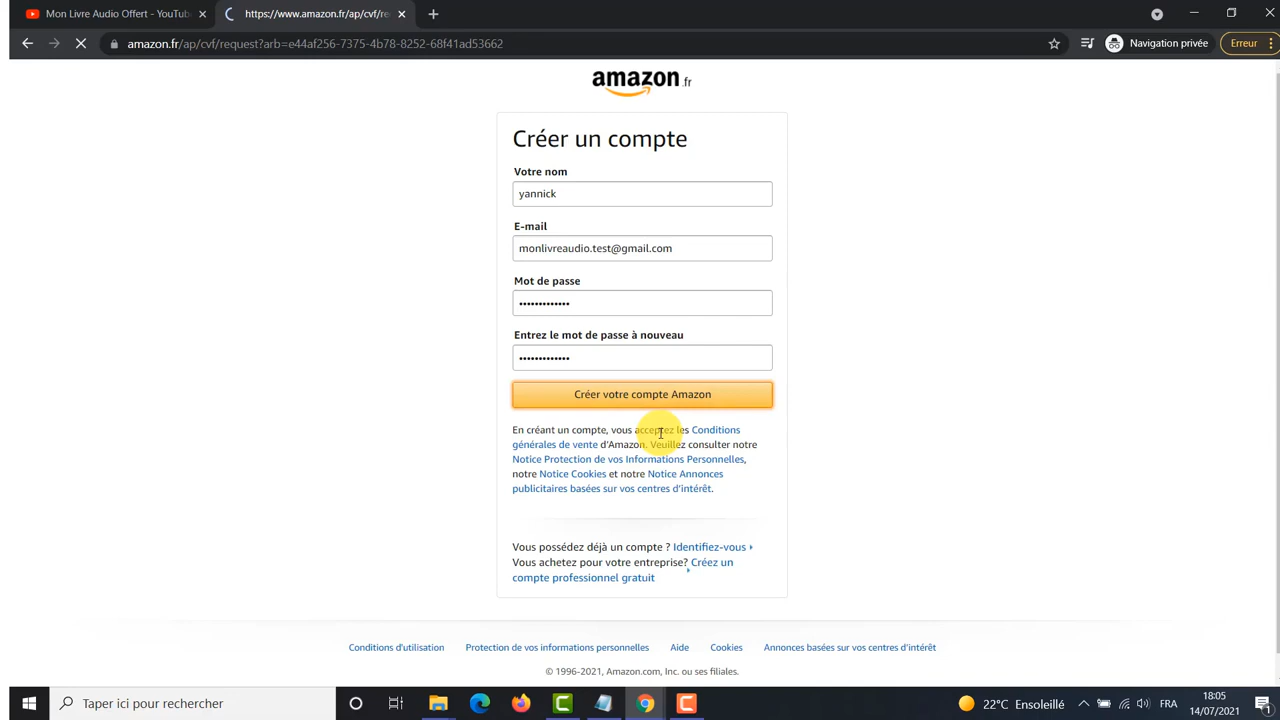 Mon Livre Audio Offert - YouTub
https://www.amazon.fr/ap/cvf/re
amazon.fr/ap/cvf/request?arb=e44af256-7375-4b78-8252-68f41ad53662
Navigation privée
Erreur
amazon.fr
Créer un compte
Votre nom
yannick
E-mail
monlivreaudio.test@gmail.com
Mot de passe
•••••••••••••
Entrez le mot de passe à nouveau
•••••••••••••
Créer votre compte Amazon
En créant un compte, vous acceptez les Conditions
générales de vente d'Amazon. Veuillez consulter notre
Notice Protection de vos Informations Personnelles,
notre Notice Cookies et notre Notice Annonces
publicitaires basées sur vos centres d'intérêt.
Vous possédez déjà un compte ? Identifiez-vous
Vous achetez pour votre entreprise? Créez un
compte professionnel gratuit
Conditions d'utilisation Protection de vos informations personnelles Aide Cookies Annonces basées sur vos centres d'intérêt
© 1996-2021, Amazon.com, Inc. ou ses filiales.
Taper ici pour rechercher
22°C Ensoleillé
FRA
18:05
14/07/2021
1